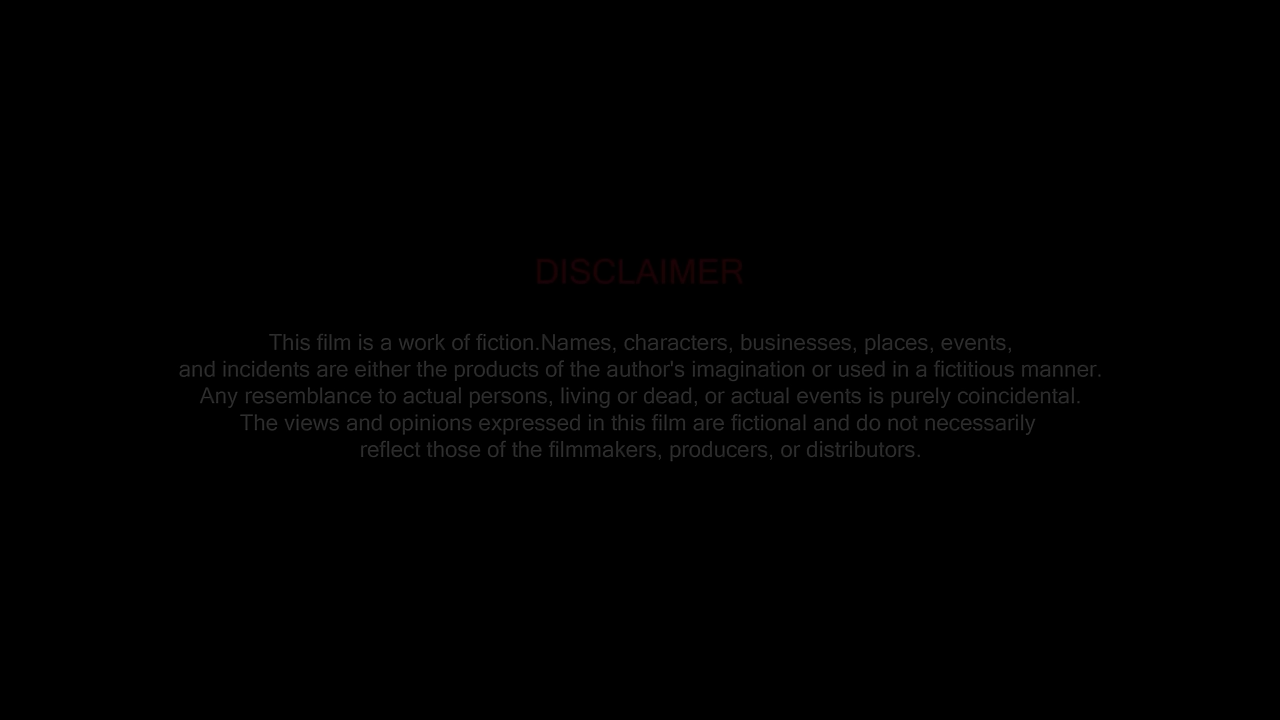 DISCLAIMER
This film is a work of fiction.Names, characters, businesses, places, events,
and incidents are either the products of the author's imagination or used in a fictitious manner.
Any resemblance to actual persons, living or dead, or actual events is purely coincidental.
The views and opinions expressed in this film are fictional and do not necessarily
reflect those of the filmmakers, producers, or distributors.